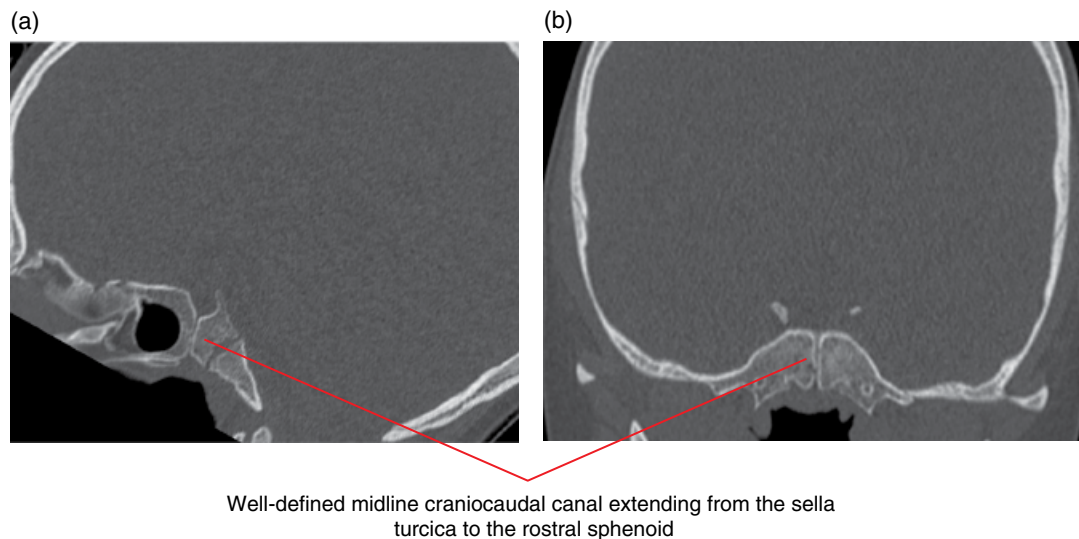 (a)
(b)
Well-defined midline craniocaudal canal extending from the sella
turcica to the rostral sphenoid